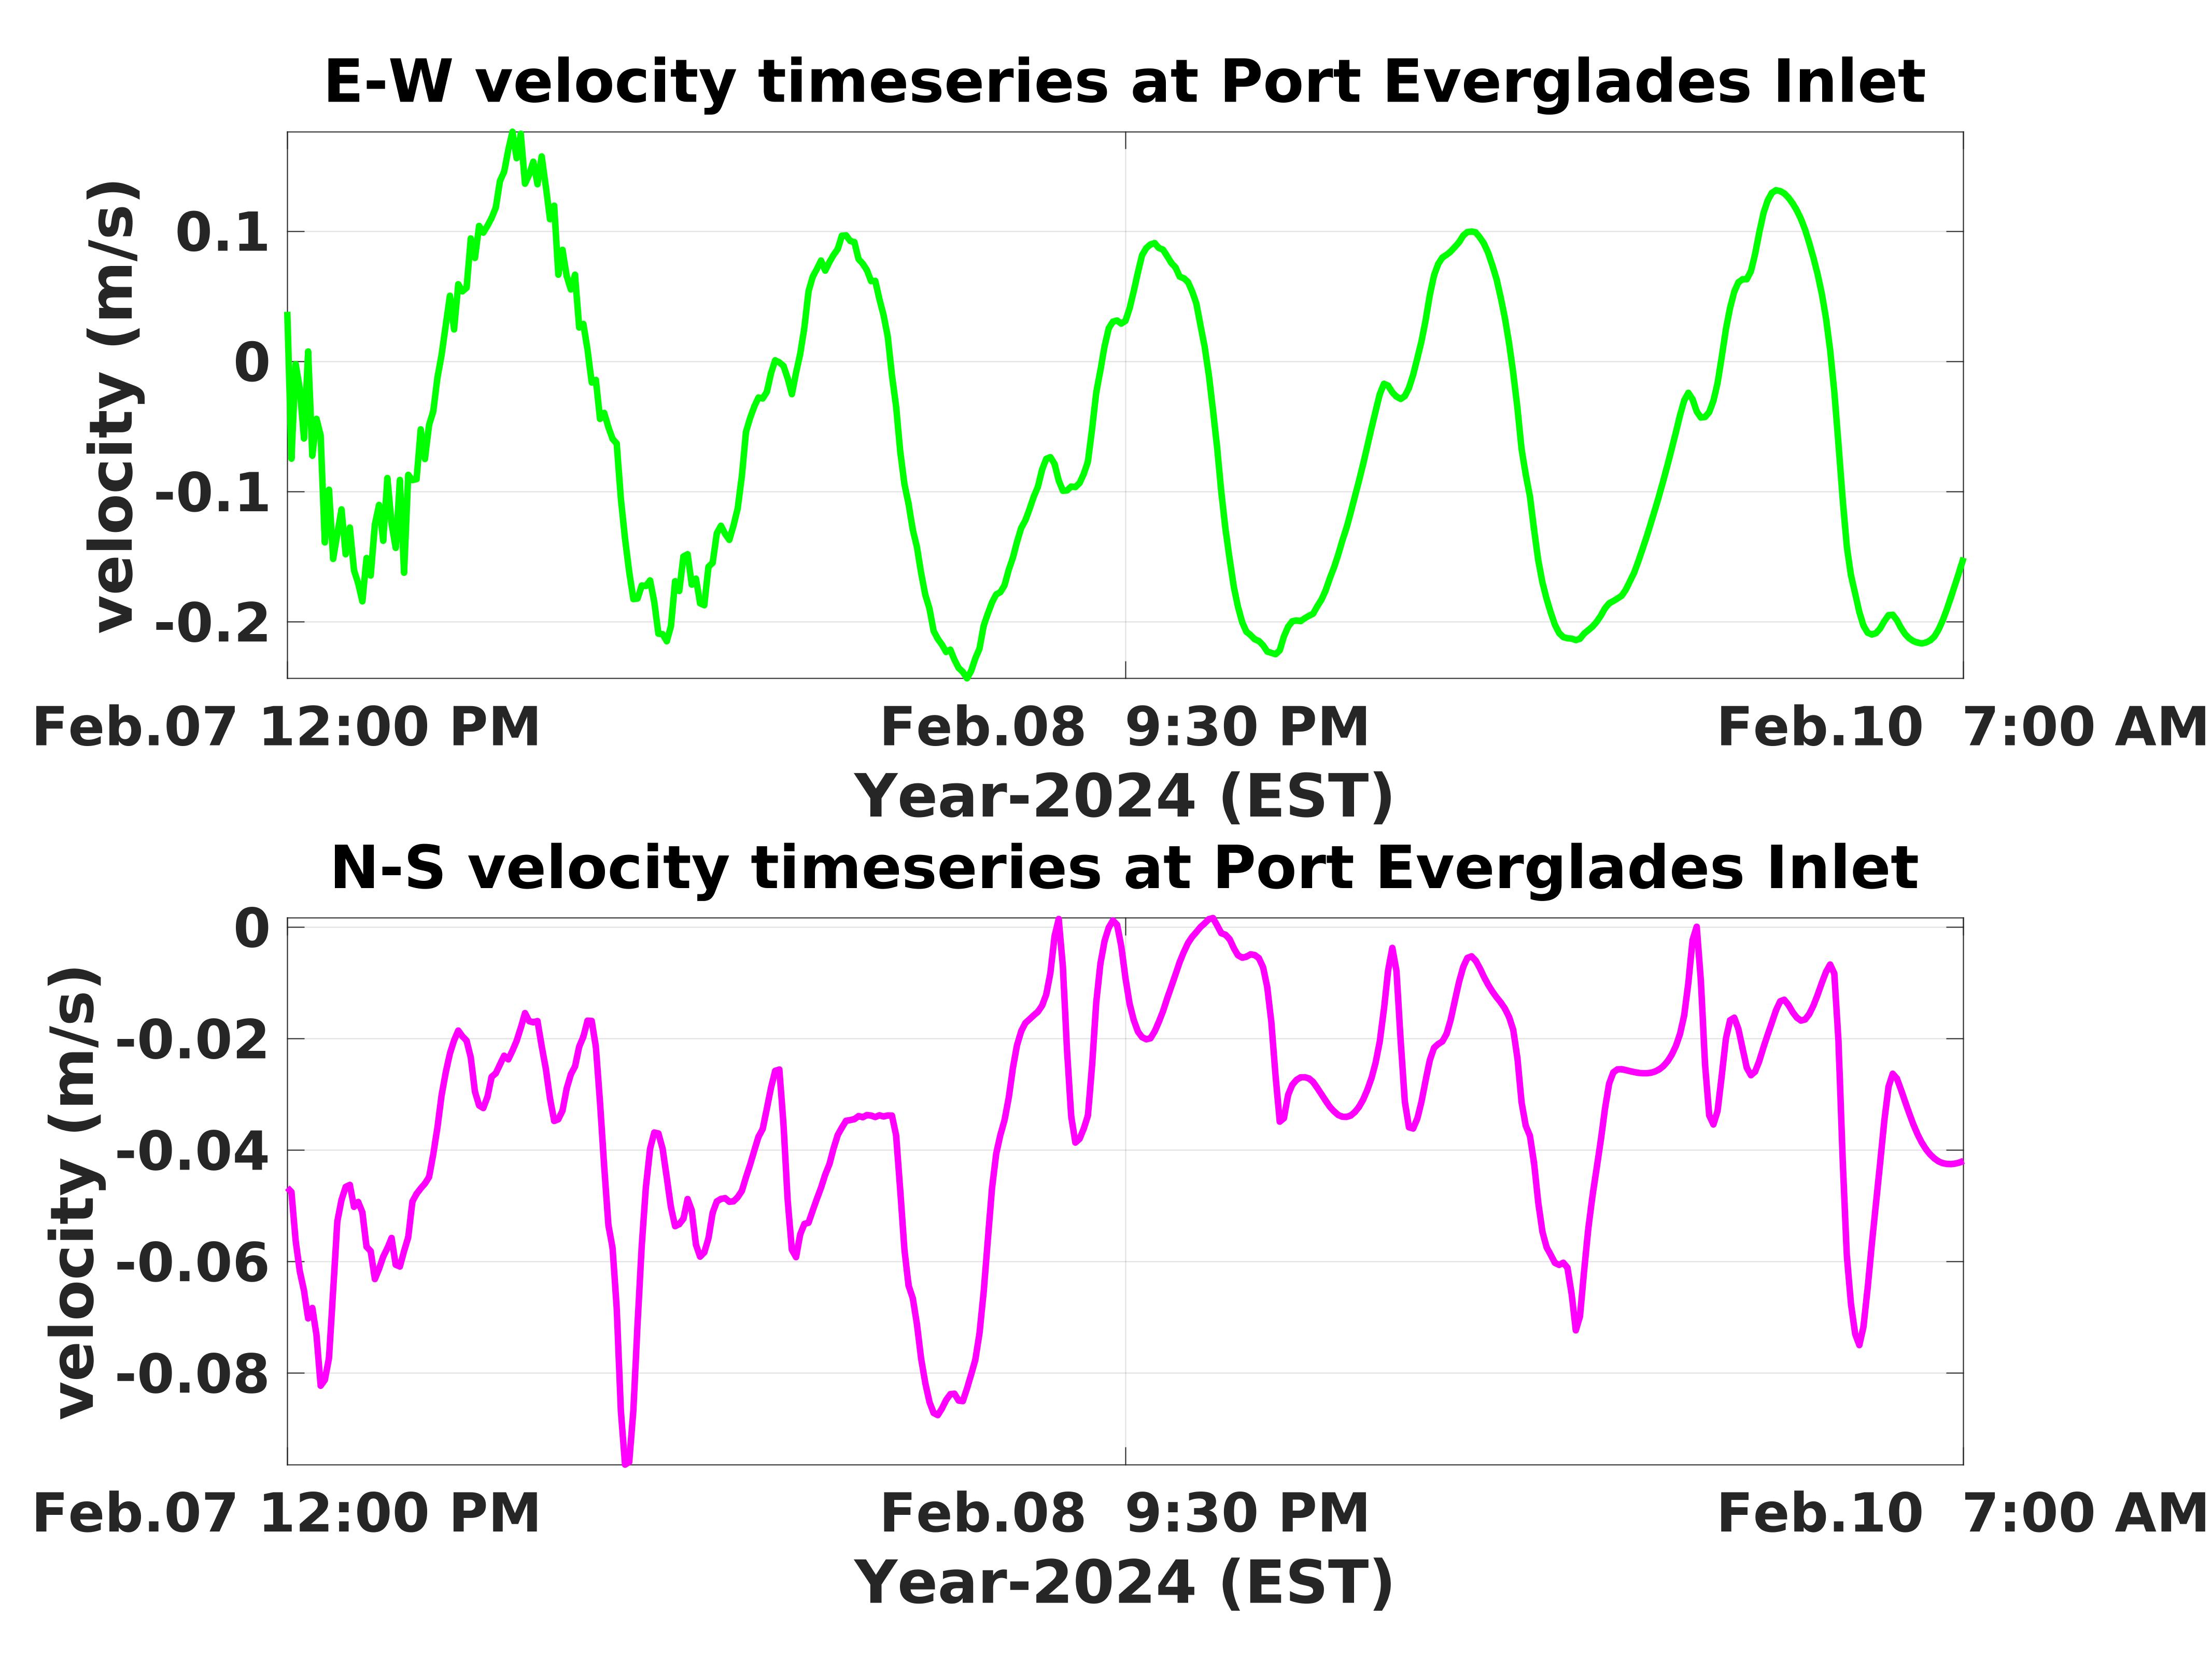 E-W velocity timeseries at Port Everglades Inlet
velocity (m/s)
0.1
0
-0.1
-0.2
Feb.07 12:00 PM Feb.08 9:30 PM Feb.10 7:00 AM
Year-2024 (EST)
N-S velocity timeseries at Port Everglades Inlet
velocity (m/s)
0
-0.02
-0.04
-0.06
-0.08
Feb.07 12:00 PM Feb.08 9:30 PM Feb.10 7:00 AM
Year-2024 (EST)